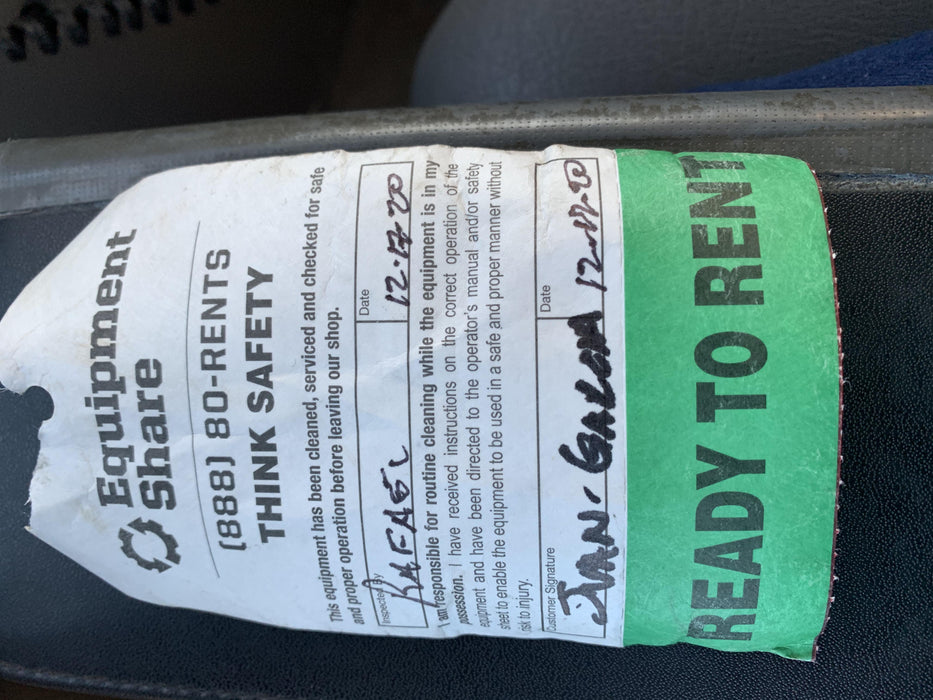 Equipment
Share
(888) 80-RENTS
THINK SAFETY
This equipment has been cleaned, serviced and checked for safe
and proper operation before leaving our shop.
Inspected By
Date
RAFAEL
12-17-20
I am responsible for routine cleaning while the equipment is in my
possession. I have received instructions on the correct operation of the
equipment and have been directed to the operator's manual and/or safety
sheet to enable the equipment to be used in a safe and proper manner without
risk to injury.
Customer Signature
Date
JUAN. 
READY TO RENT